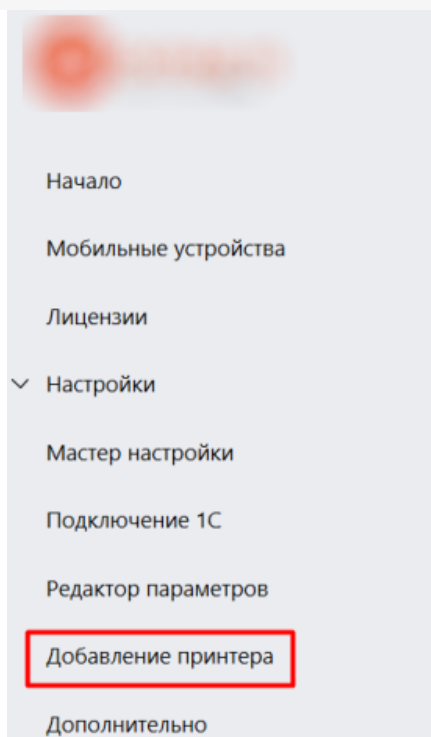 Начало
Мобильные устройства
Лицензии
Настройки
Мастер настройки
Подключение 1С
Редактор параметров
Добавление принтера
Дополнительно